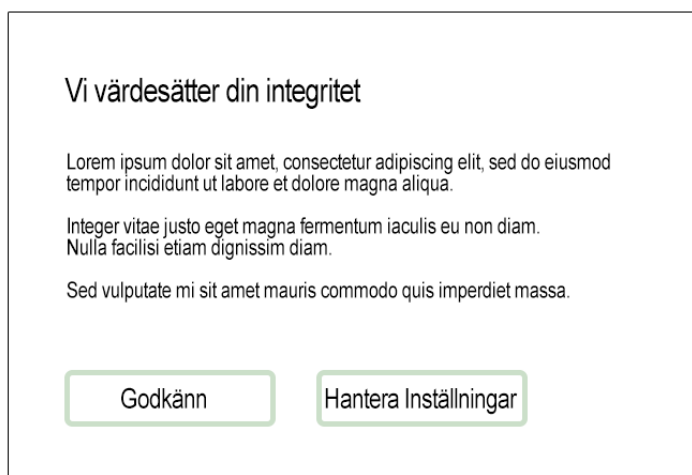 Vi värdesätter din integritet
Lorem ipsum dolor sit amet, consectetur adipiscing elit, sed do eiusmod
tempor incididunt ut labore et dolore magna aliqua.
Integer vitae justo eget magna fermentum iaculis eu non diam.
Nulla facilisi etiam dignissim diam.
Sed vulputate mi sit amet mauris commodo quis imperdiet massa.
Godkänn
Hantera Inställningar